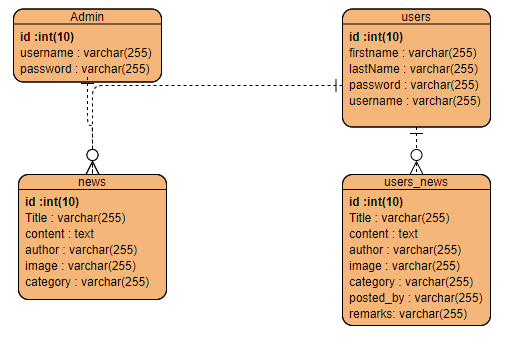 Admin
id :int(10)
username : varchar(255)
password : varchar(255)
users
id :int(10)
firstname : varchar(255)
lastName : varchar(255)
password : varchar(255)
username : varchar(255)
news
id :int(10)
Title : varchar(255)
content : text
author : varchar(255)
image : varchar(255)
category : varchar(255)
users_news
id :int(10)
Title : varchar(255)
content : text
author : varchar(255)
image : varchar(255)
category : varchar(255)
posted_by : varchar(255)
remarks: varchar(255)